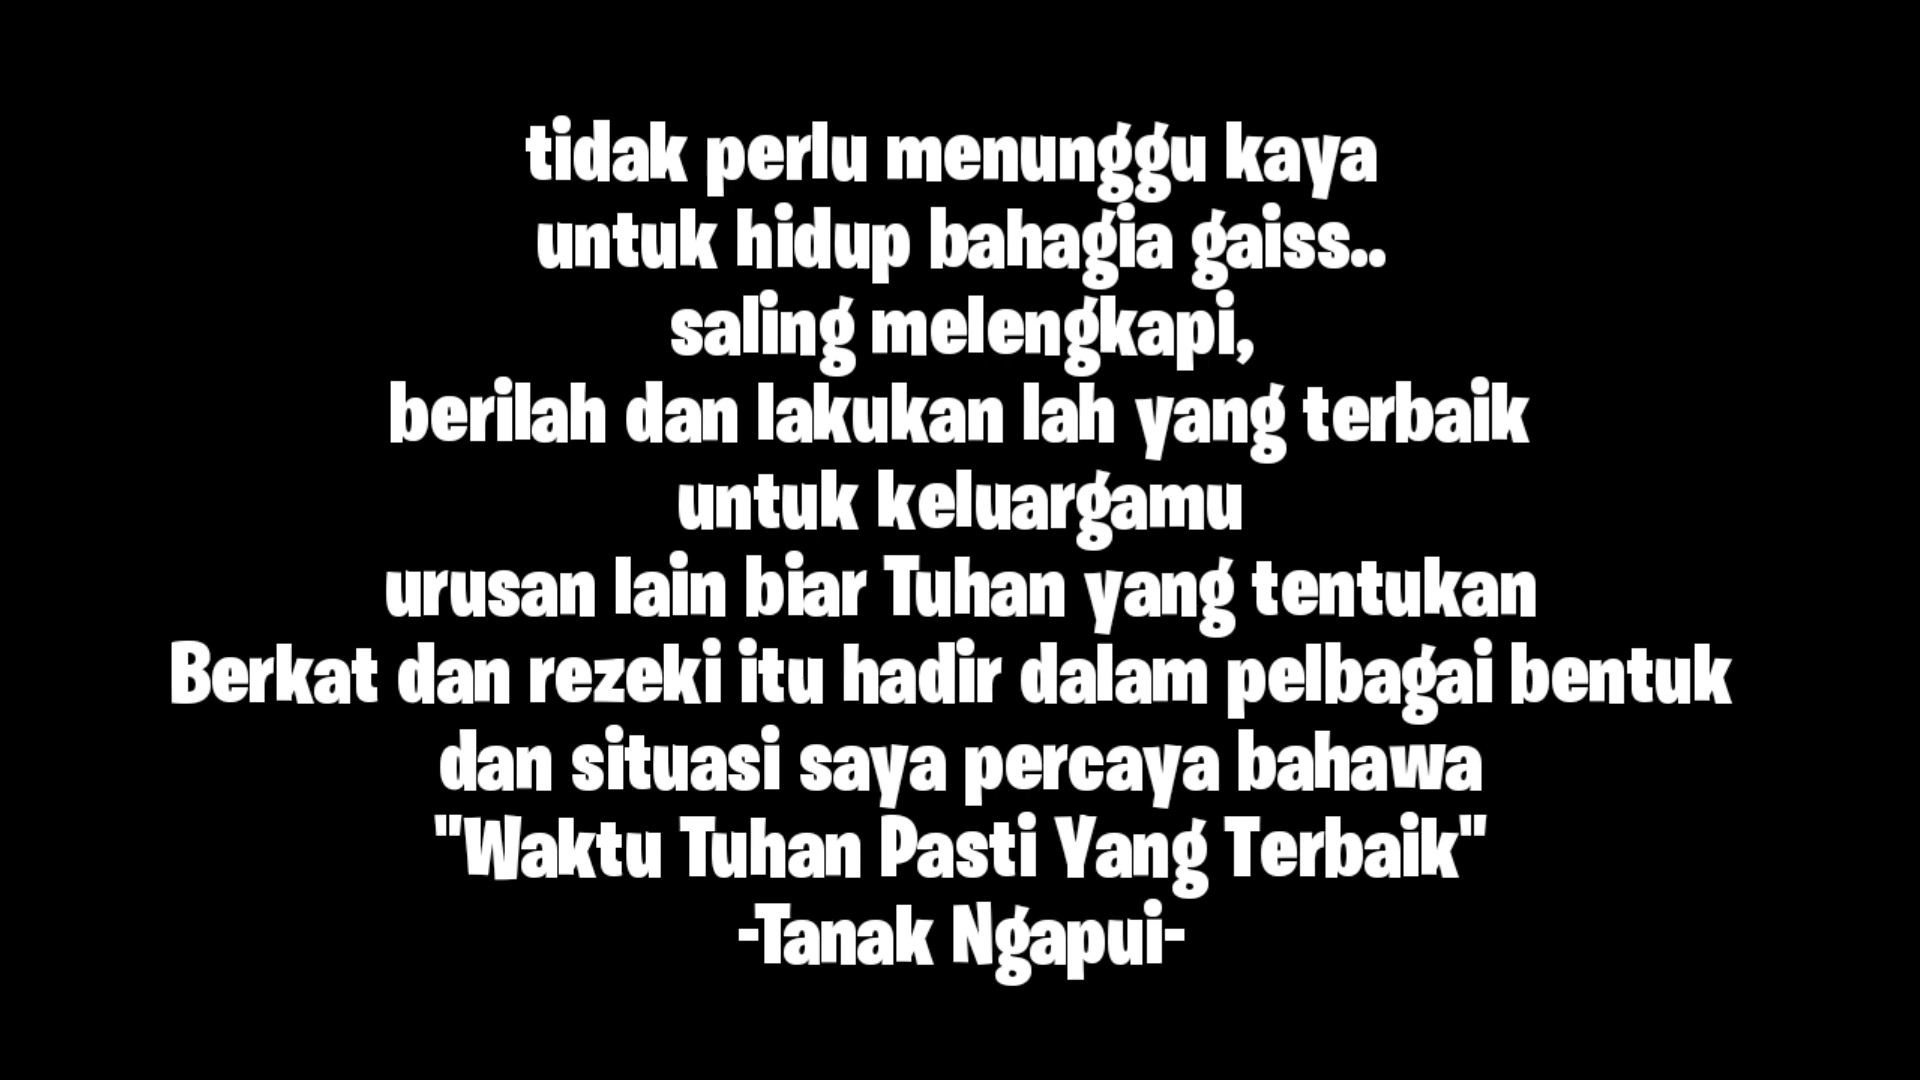 tidak perlu menunggu kaya
untuk hidup bahagia gaiss..
saling melengkapi,
berilah dan lakukan lah yang terbaik
untuk keluargamu
urusan lain biar Tuhan yang tentukan
Berkat dan rezeki itu hadir dalam pelbagai bentuk
dan situasi saya percaya bahawa
"Waktu Tuhan Pasti Yang Terbaik"
-Tanak Ngapui-